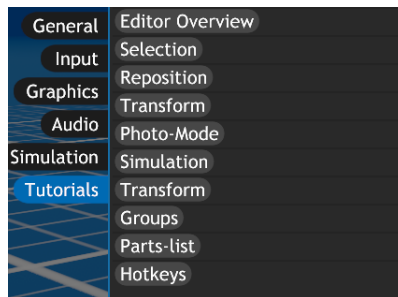 General
Input
Graphics
Audio
Simulation
Tutorials
Editor Overview
Selection
Reposition
Transform
Photo-Mode
Simulation
Transform
Groups
Parts-list
Hotkeys